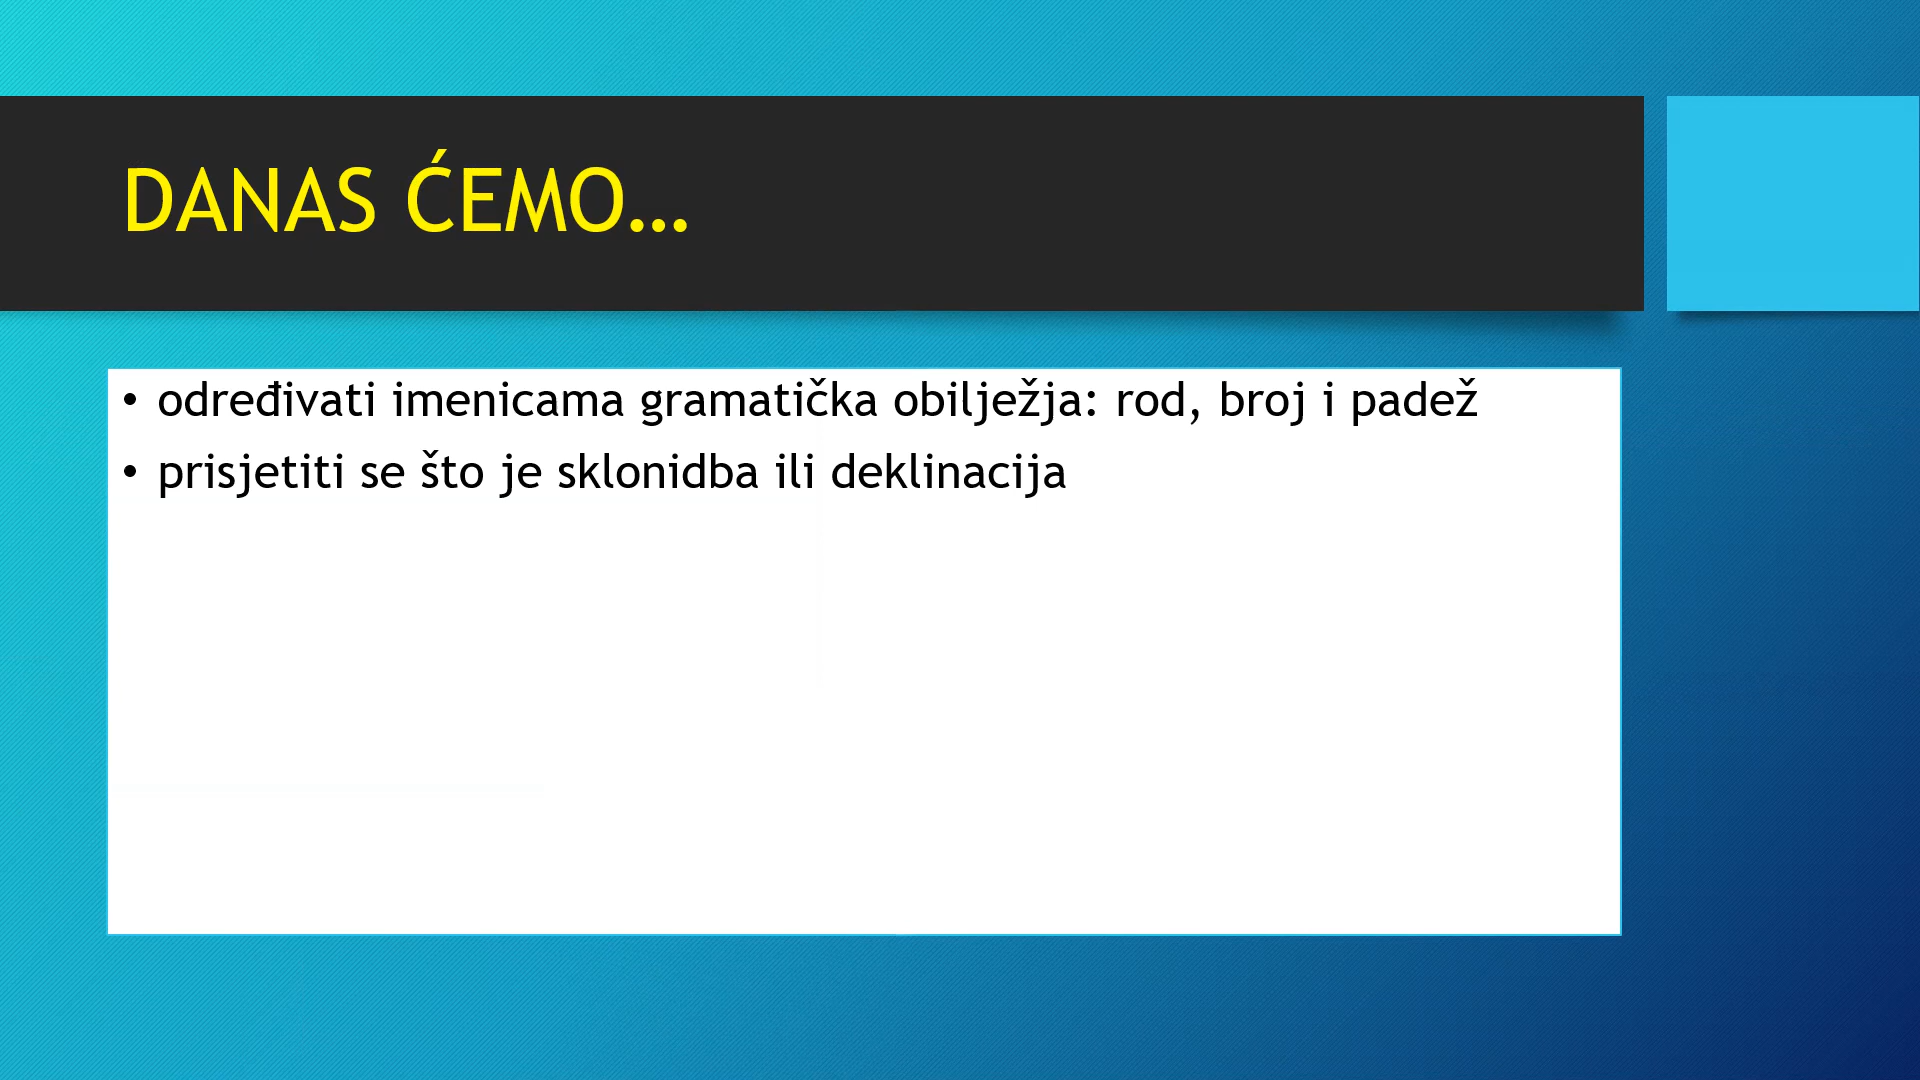 DANAS ĆEMO...
• određivati imenicama gramatička obilježja: rod, broj i padež
• prisjetiti se što je sklonidba ili deklinacija